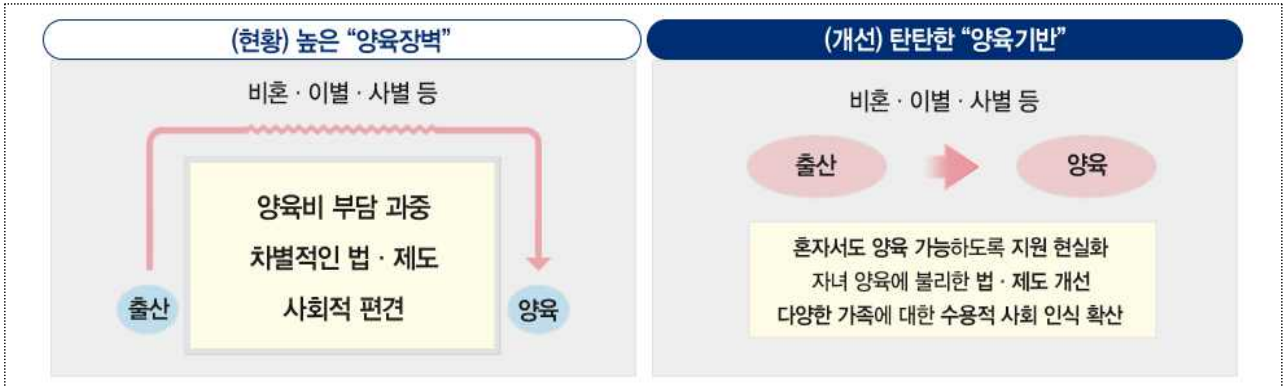 (현황) 높은 “양육장벽”
비혼 · 이별 · 사별 등
양육비 부담 과중
차별적인 법 · 제도
사회적 편견
출산
양육
(개선) 탄탄한 “양육기반”
비혼 · 이별 · 사별 등
출산
양육
혼자서도 양육 가능하도록 지원 현실화
자녀 양육에 불리한 법 · 제도 개선
다양한 가족에 대한 수용적 사회 인식 확산